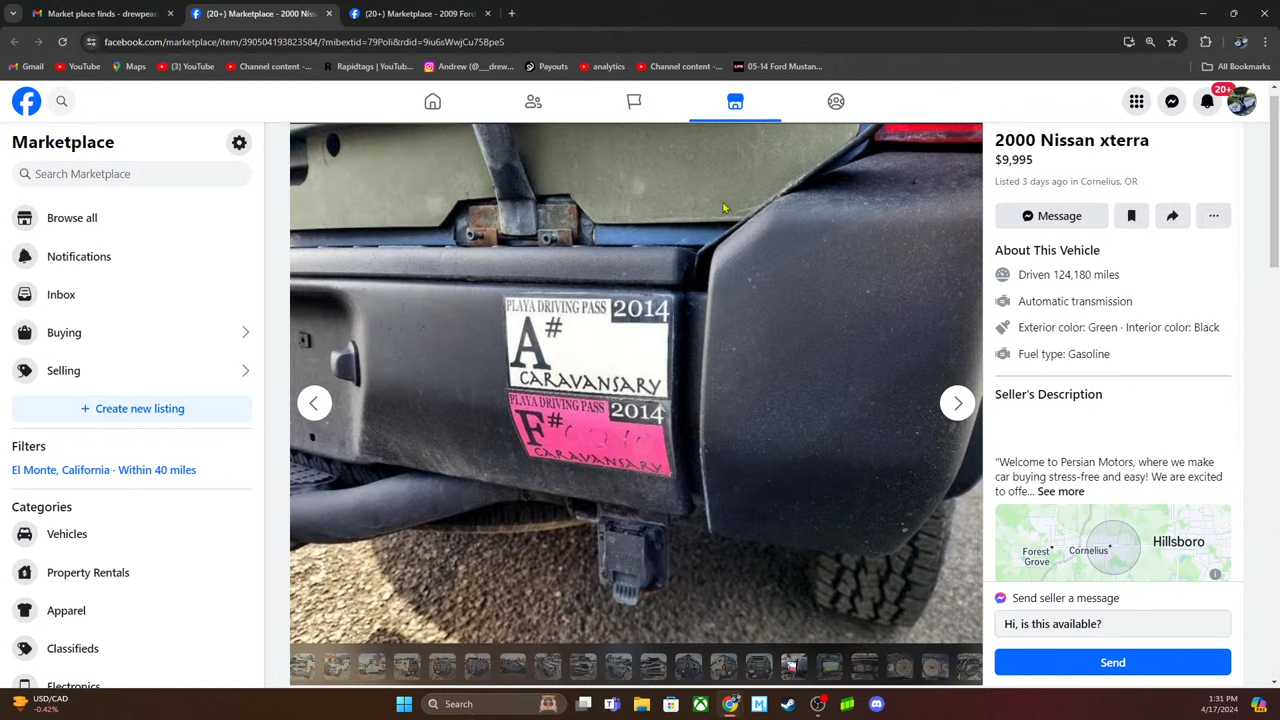 Market place finds - drewpeac
(20+) Marketplace - 2000 Niss
(20+) Marketplace - 2009 Ford
facebook.com/marketplace/item/390504193823584/?mibextid=79Poli&rdid=9iu6sWwjCu75BpeS
Gmail
YouTube
Maps
(3) YouTube
Channel content -...
Rapidtags | YouTub...
Andrew (@___drew...
Payouts
analytics
Channel content -...
05-14 Ford Mustan...
All Bookmarks
20+
Marketplace
Search Marketplace
Browse all
Notifications
Inbox
Buying
Selling
+ Create new listing
Filters
El Monte, California · Within 40 miles
Categories
Vehicles
Property Rentals
Apparel
Classifieds
Electronics
PLAYA DRIVING PASS 2014
A#
CARAVANSARY
PLAYA DRIVING PASS 2014
F#
CARAVANSARY
2000 Nissan xterra
$9,995
Listed 3 days ago in Cornelius, OR
Message
About This Vehicle
Driven 124,180 miles
Automatic transmission
Exterior color: Green · Interior color: Black
Fuel type: Gasoline
Seller's Description
"Welcome to Persian Motors, where we make
car buying stress-free and easy! We are excited
to offe... See more
Hillsboro
Forest
Grove
Cornelius
Send seller a message
Hi, is this available?
Send
USD/CAD
-0.42%
Search
1:31 PM
4/17/2024